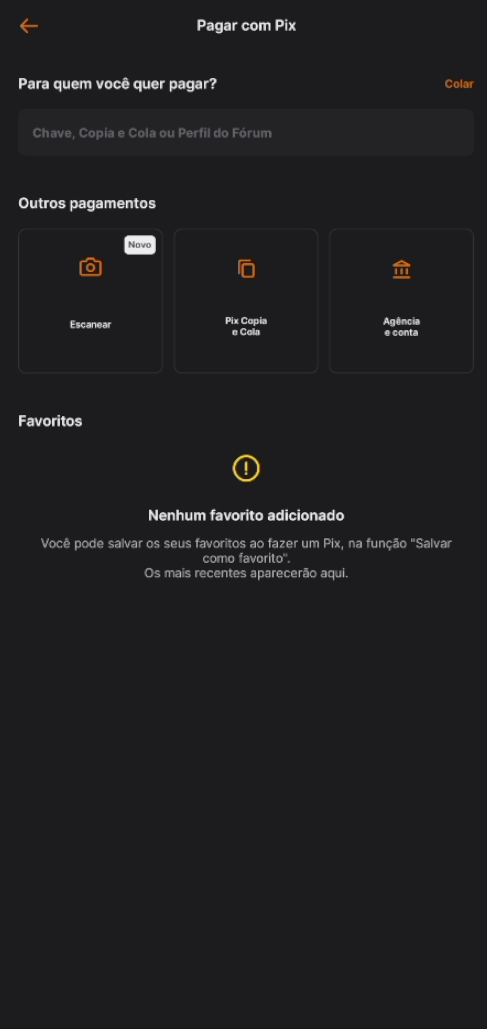 Pagar com Pix
Para quem você quer pagar?
Colar
Chave, Copia e Cola ou Perfil do Fórum
Outros pagamentos
Novo
Escanear
Pix Copia
e Cola
Agência
e conta
Favoritos
Nenhum favorito adicionado
Você pode salvar os seus favoritos ao fazer um Pix, na função "Salvar
como favorito".
Os mais recentes aparecerão aqui.